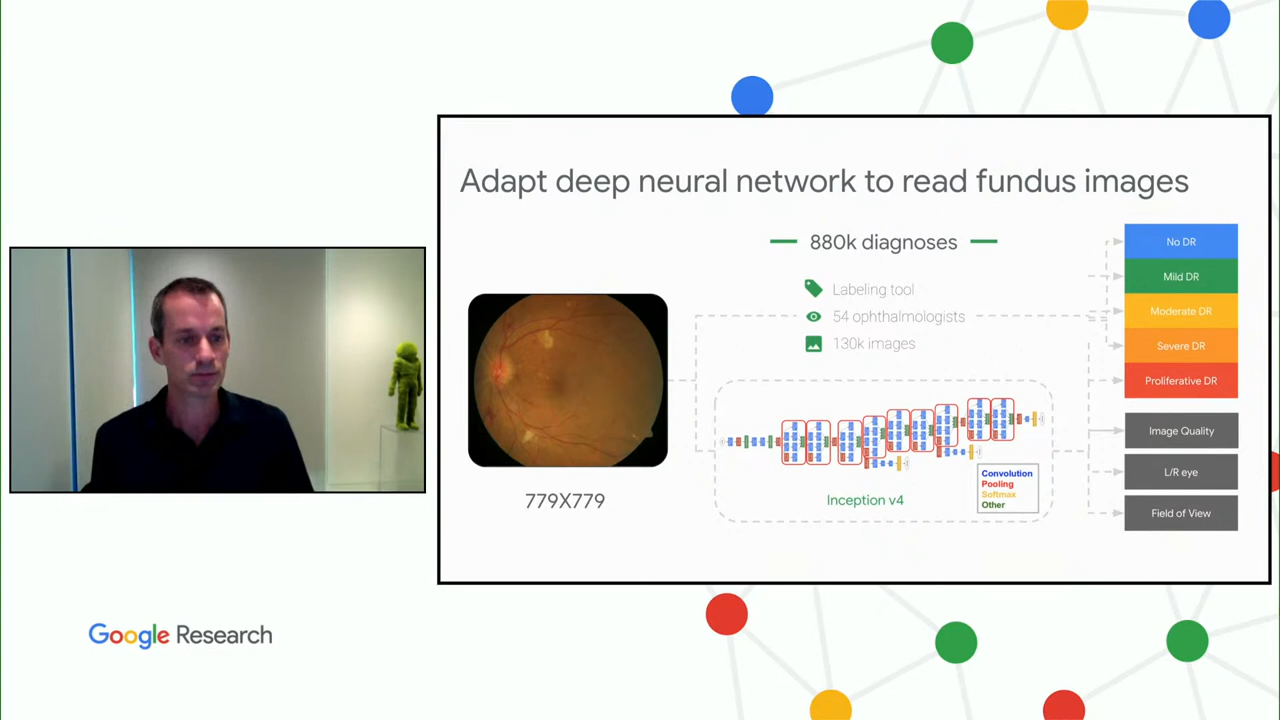 Adapt deep neural network to read fundus images
880k diagnoses
Labeling tool
54 ophthalmologists
130k images
779X779
Inception v4
Convolution
Pooling
Softmax
Other
No DR
Mild DR
Moderate DR
Severe DR
Proliferative DR
Image Quality
L/R eye
Field of View
Google Research